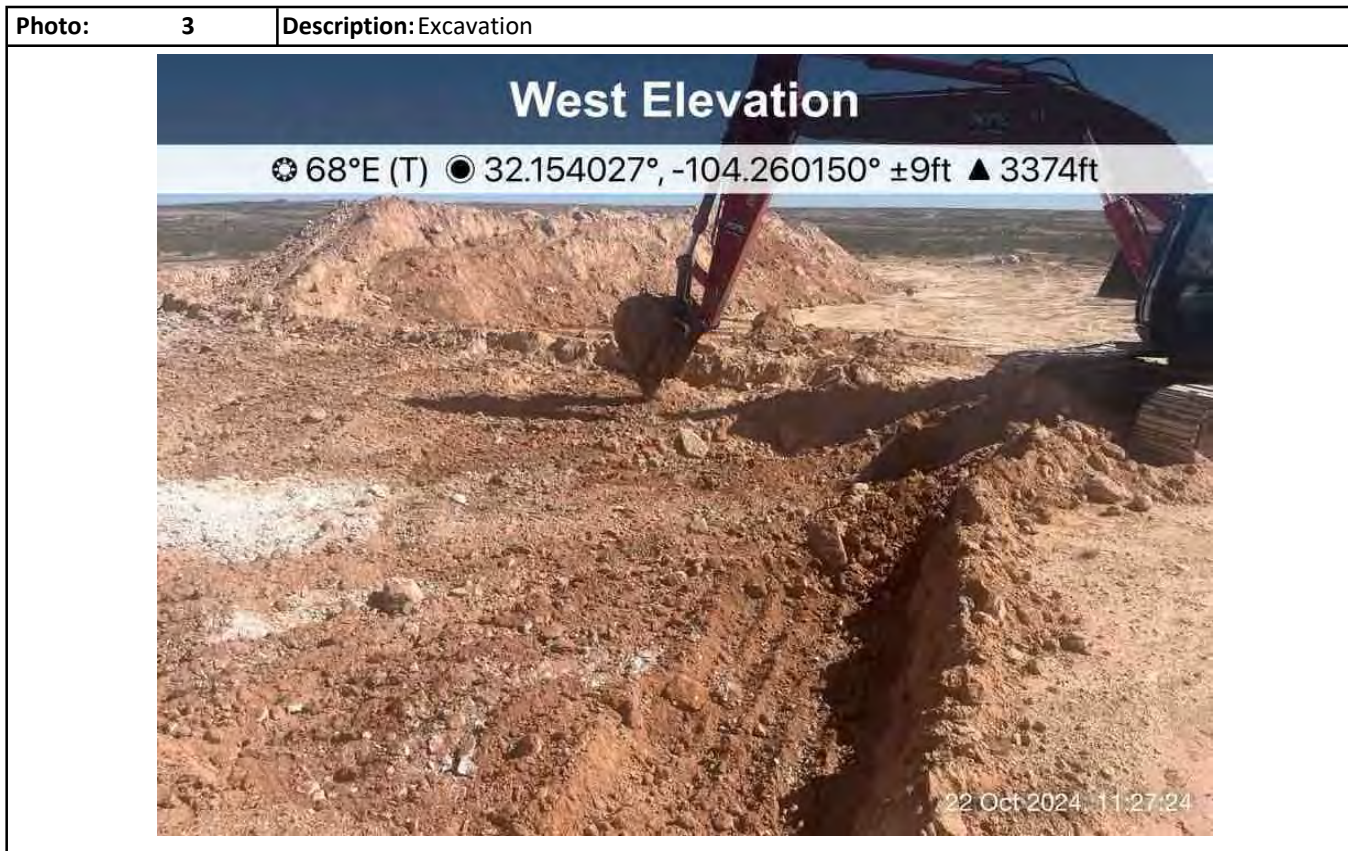 Photo: 3 Description: Excavation
West Elevation
68°E (T) 32.154027°, -104.260150° ±9ft ▲ 3374ft
22 Oct 2024, 11:27:24